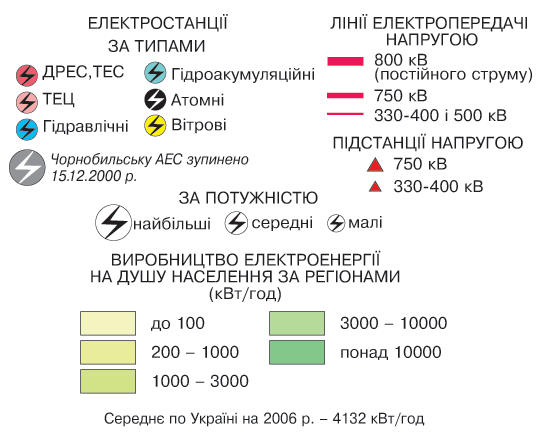 ЕЛЕКТРОСТАНЦІЇ
ЗА ТИПАМИ
ДРЕС,ТЕС
Гідроакумуляційні
ТЕЦ
Атомні
Гідравлічні
Вітрові
Чорнобильську АЕС зупинено
15.12.2000 р.
ЛІНІЇ ЕЛЕКТРОПЕРЕДАЧІ
НАПРУГОЮ
800 кВ
(постійного струму)
750 кВ
330-400 і 500 кВ
ПІДСТАНЦІЇ НАПРУГОЮ
750 кВ
330-400 кВ
ЗА ПОТУЖНІСТЮ
найбільші
середні
малі
ВИРОБНИЦТВО ЕЛЕКТОЕНЕРГІЇ
НА ДУШУ НАСЕЛЕННЯ ЗА РЕГІОНАМИ
(кВт/год)
до 100
3000 – 10000
200 – 1000
понад 10000
1000 – 3000
Середнє по Україні на 2006 р. – 4132 кВт/год